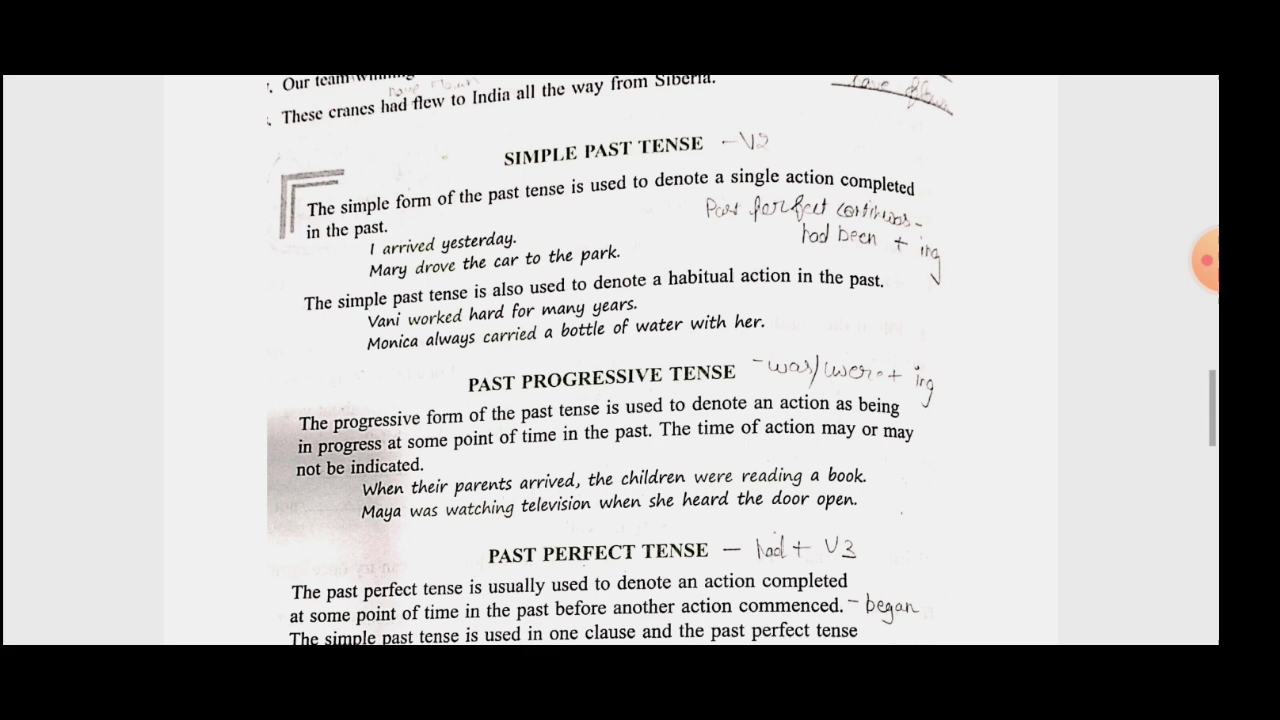 Our team
have flown
These cranes had flew to India all the way from Siberia.
have flown
SIMPLE PAST TENSE - V2
The simple form of the past tense is used to denote a single action completed
in the past.
Past perfect continuos -
had been + ing
I arrived yesterday.
Mary drove the car to the park.
The simple past tense is also used to denote a habitual action in the past.
Vani worked hard for many years.
Monica always carried a bottle of water with her.
PAST PROGRESSIVE TENSE - was/were + ing
The progressive form of the past tense is used to denote an action as being
in progress at some point of time in the past. The time of action may or may
not be indicated.
When their parents arrived, the children were reading a book.
Maya was watching television when she heard the door open.
PAST PERFECT TENSE - had + V3
The past perfect tense is usually used to denote an action completed
at some point of time in the past before another action commenced. - began
The simple past tense is used in one clause and the past perfect tense